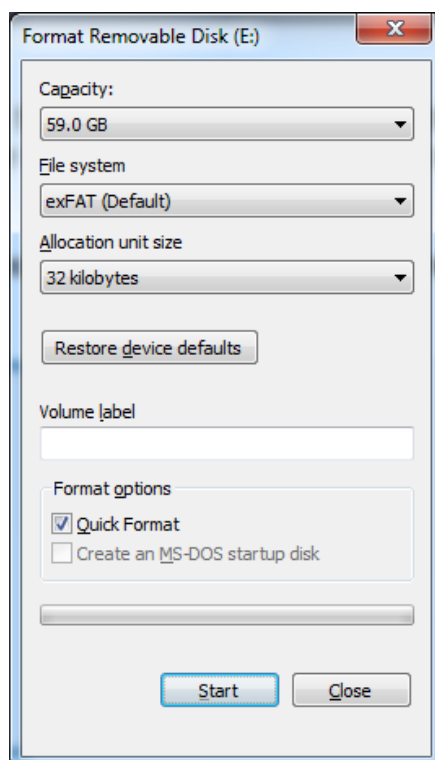 Format Removable Disk (E:)
Capacity:
59.0 GB
File system
exFAT (Default)
Allocation unit size
32 kilobytes
Restore device defaults
Volume label
Format options
Quick Format
Create an MS-DOS startup disk
Start
Close